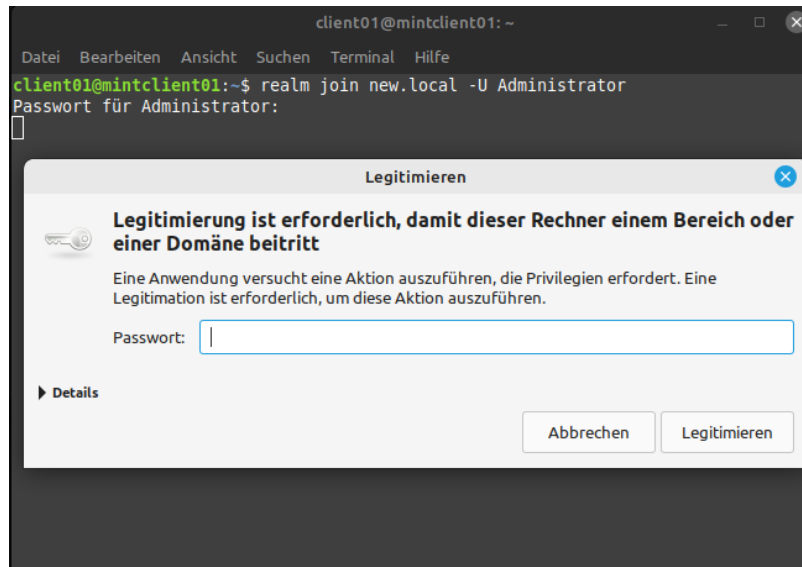 client01@mintclient01: ~
Datei Bearbeiten Ansicht Suchen Terminal Hilfe
client01@mintclient01:~$ realm join new.local -U Administrator
Passwort für Administrator:
Legitimieren
Legitimierung ist erforderlich, damit dieser Rechner einem Bereich oder
einer Domäne beitritt
Eine Anwendung versucht eine Aktion auszuführen, die Privilegien erfordert. Eine
Legitimation ist erforderlich, um diese Aktion auszuführen.
Passwort:
Details
Abbrechen
Legitimieren